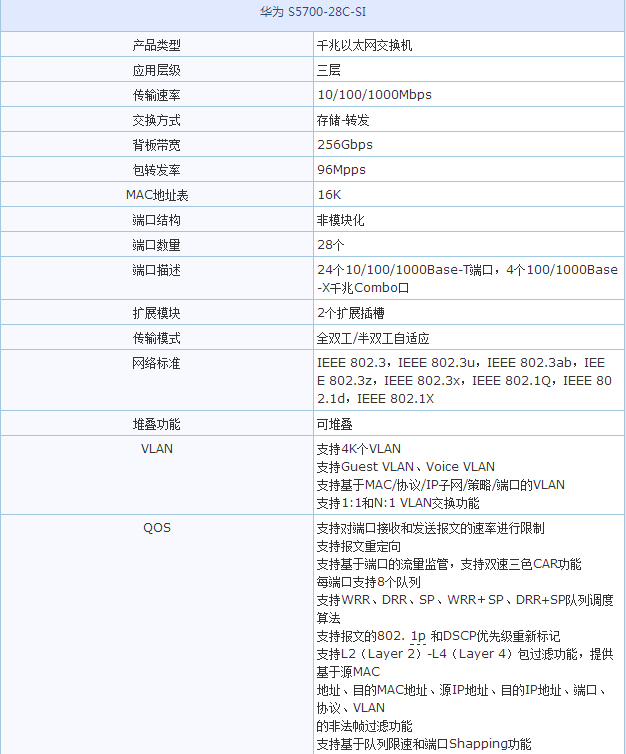 华为 S5700-28C-SI
产品类型 千兆以太网交换机
应用层级 三层
传输速率 10/100/1000Mbps
交换方式 存储-转发
背板带宽 256Gbps
包转发率 96Mpps
MAC地址表 16K
端口结构 非模块化
端口数量 28个
端口描述 24个10/100/1000Base-T端口，4个100/1000Base
-X千兆Combo口
扩展模块 2个扩展插槽
传输模式 全双工/半双工自适应
网络标准 IEEE 802.3，IEEE 802.3u，IEEE 802.3ab，IEE
E 802.3z，IEEE 802.3x，IEEE 802.1Q，IEEE 80
2.1d，IEEE 802.1X
堆叠功能 可堆叠
VLAN 支持4K个VLAN
支持Guest VLAN、Voice VLAN
支持基于MAC/协议/IP子网/策略/端口的VLAN
支持1:1和N:1 VLAN交换功能
QOS 支持对端口接收和发送报文的速率进行限制
支持报文重定向
支持基于端口的流量监管，支持双速三色CAR功能
每端口支持8个队列
支持WRR、DRR、SP、WRR＋SP、DRR+SP队列调度
算法
支持报文的802. 1p 和DSCP优先级重新标记
支持L2（Layer 2）-L4（Layer 4）包过滤功能，提供
基于源MAC
地址、目的MAC地址、源IP地址、目的IP地址、端口、
协议、VLAN
的非法帧过滤功能
支持基于队列限速和端口Shapping功能